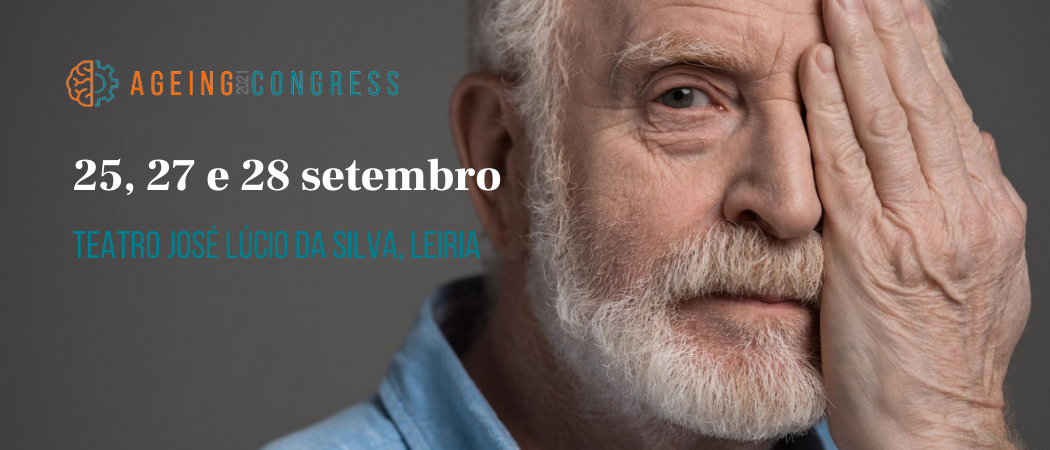 AGEING 2021 CONGRESS
25, 27 e 28 setembro
TEATRO JOSÉ LÚCIO DA SILVA, LEIRIA